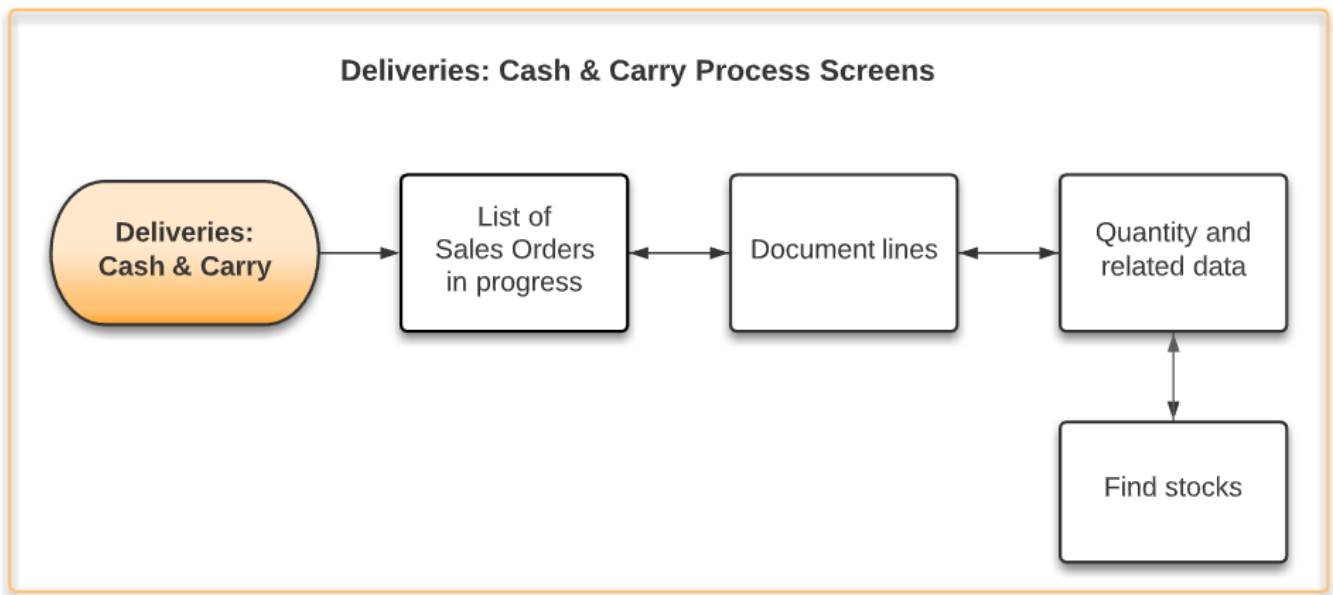 Deliveries: Cash & Carry Process Screens
Deliveries:
Cash & Carry
List of
Sales Orders
in progress
Document lines
Quantity and
related data
Find stocks